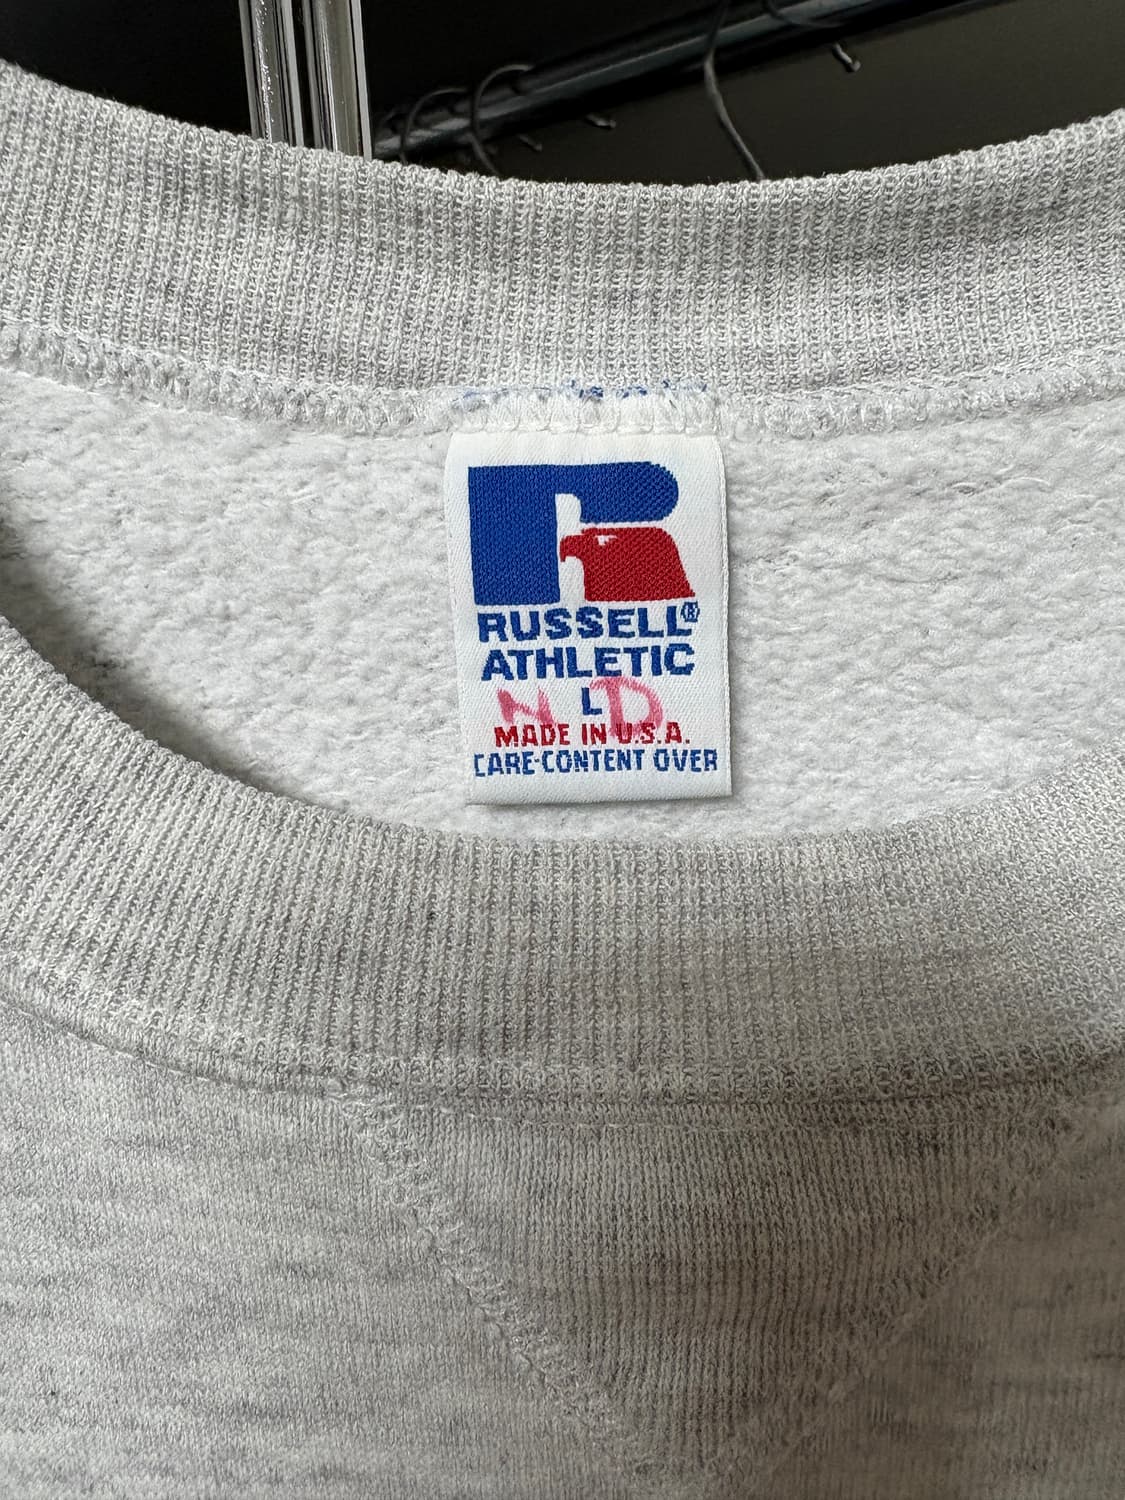 RUSSELL®
ATHLETIC
N L D
MADE IN U.S.A.
CARE-CONTENT OVER